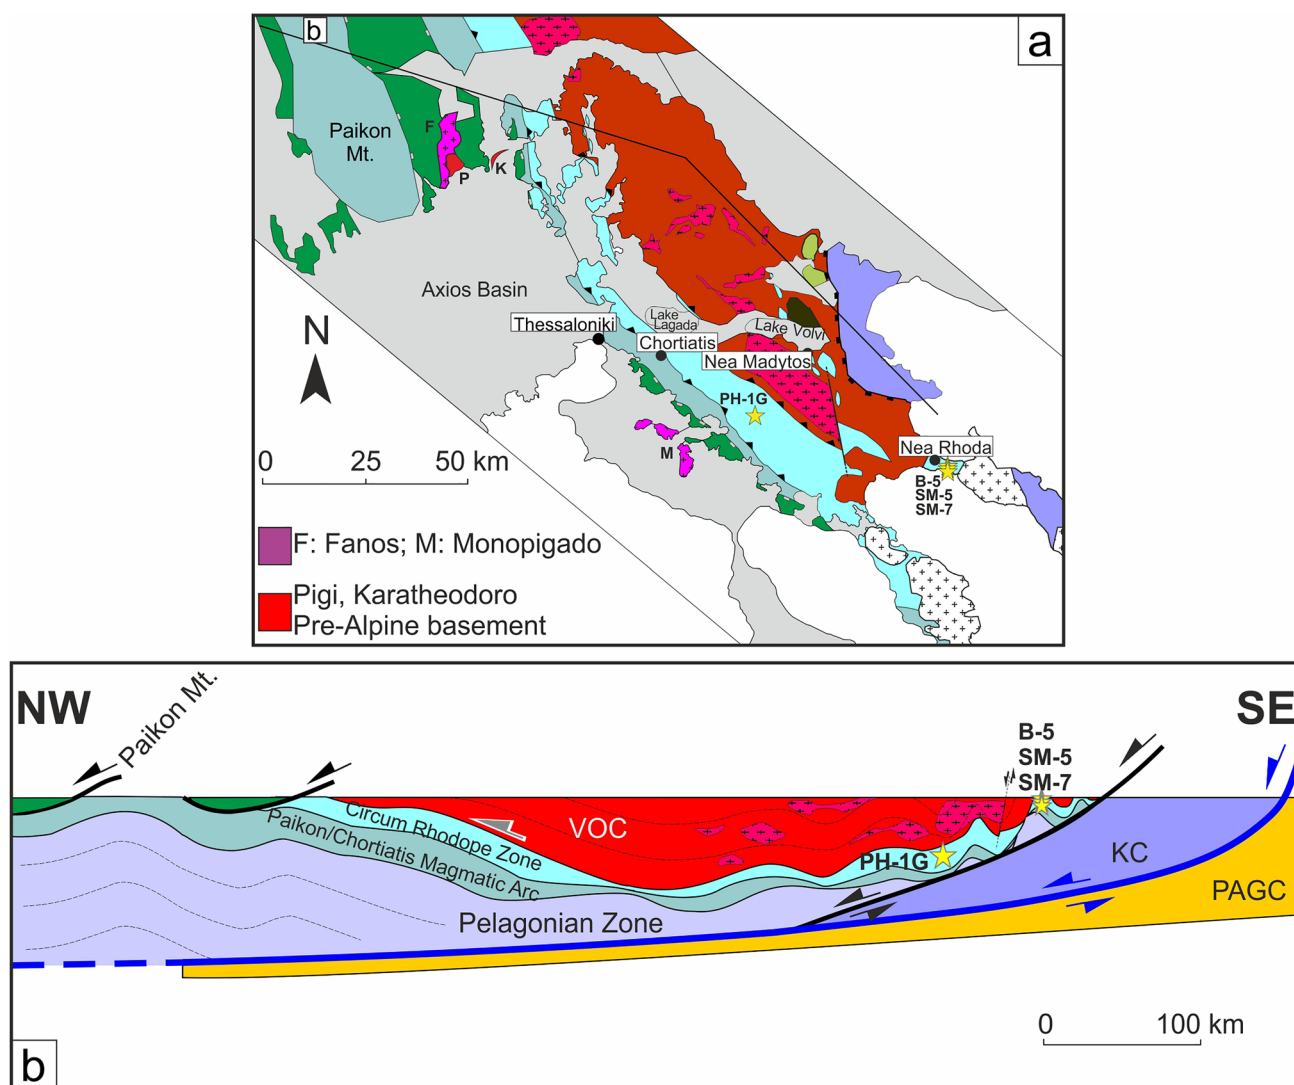 b
a
Paikon
Mt.
F
P
K
Axios Basin
N
Thessaloniki
Lake
Lagada
Chortiatis
Lake Volvi
Nea Madytos
PH-1G
M
Nea Rhoda
B-5
SM-5
SM-7
0 25 50 km
F: Fanos; M: Monopigado
Pigi, Karatheodoro
Pre-Alpine basement
NW
Paikon Mt.
SE
B-5
SM-5
SM-7
Circum Rhodope Zone
VOC
Paikon/Chortiatis Magmatic Arc
PH-1G
KC
PAGC
Pelagonian Zone
0 100 km
b